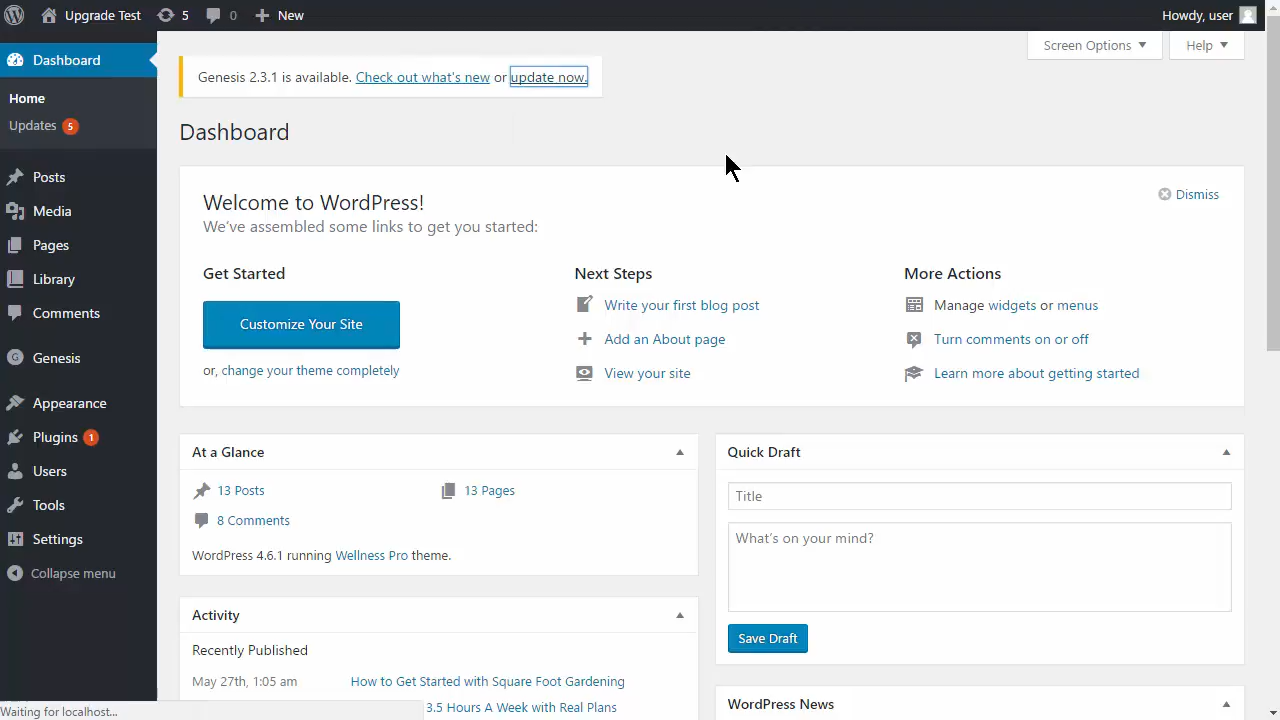 Upgrade Test 5 0 New Howdy, user
Screen Options Help
Dashboard
Home
Updates 5
Posts
Media
Pages
Library
Comments
Genesis
Appearance
Plugins 1
Users
Tools
Settings
Collapse menu
Genesis 2.3.1 is available. Check out what's new or update now.
Dashboard
Welcome to WordPress!
We've assembled some links to get you started:
Dismiss
Get Started
Customize Your Site
or, change your theme completely
Next Steps
Write your first blog post
Add an About page
View your site
More Actions
Manage widgets or menus
Turn comments on or off
Learn more about getting started
At a Glance
13 Posts 13 Pages
8 Comments
WordPress 4.6.1 running Wellness Pro theme.
Activity
Recently Published
May 27th, 1:05 am How to Get Started with Square Foot Gardening
3.5 Hours A Week with Real Plans
Quick Draft
Title
What's on your mind?
Save Draft
WordPress News
Waiting for localhost...